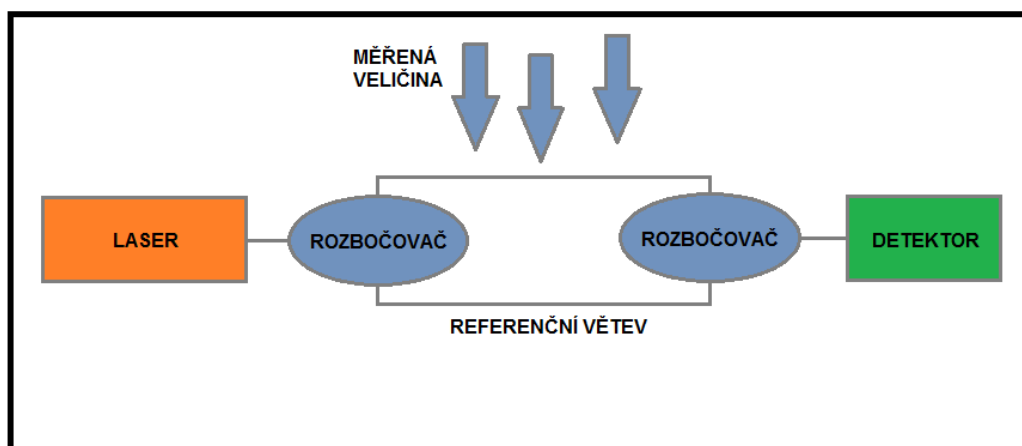 MĚŘENÁ
VELIČINA
LASER
ROZBOČOVAČ
ROZBOČOVAČ
DETEKTOR
REFERENČNÍ VĚTEV